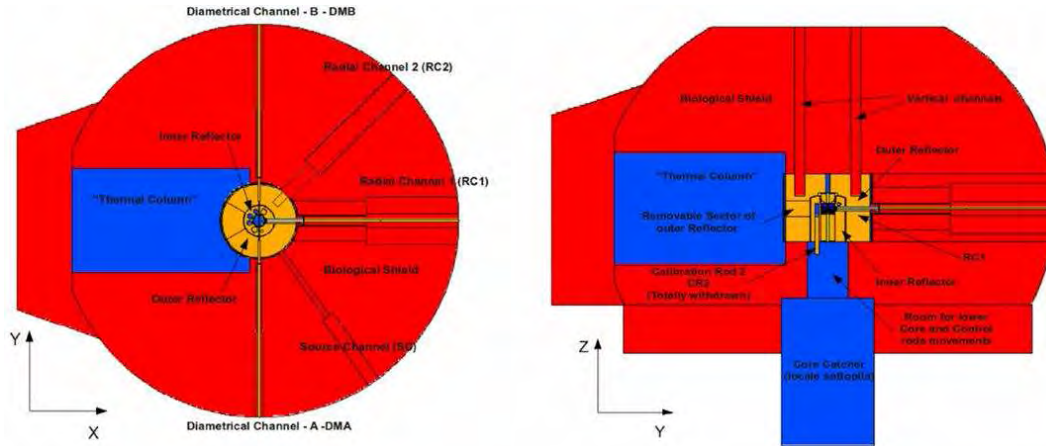 Diametrical Channel - B - DMB
Radial Channel 2 (RC2)
Inner Reflector
"Thermal Column"
Radial Channel 1 (RC1)
Outer Reflector
Biological Shield
Source Channel (SC)
Y
X
Diametrical Channel - A -DMA
Biological Shield
Vertical channels
Outer Reflector
"Thermal Column"
Removable Sector of
outer Reflector
RC1
Calibration Rod 2
CR2
(Totally withdrawn)
Inner Reflector
Room for lower
Core and Control
rods movements
Z
Core Catcher
(locale sottopila)
Y